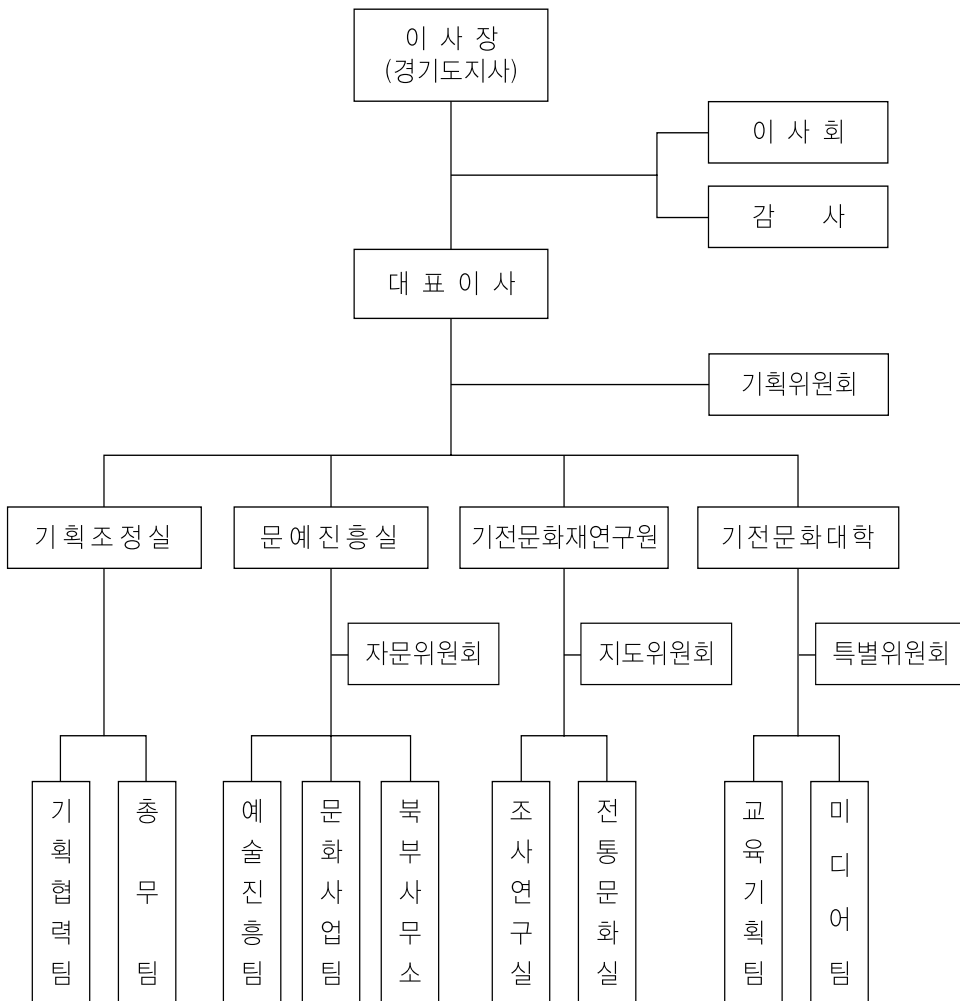 이 사 장
(경기도지사)
이 사 회
감 사
대 표 이 사
기획위원회
기획조정실
문예진흥실
기전문화재연구원
기전문화대학
자문위원회
지도위원회
특별위원회
기획협력팀
총무팀
예술진흥팀
문화사업팀
북부사무소
조사연구실
전통문화실
교육기획팀
미디어팀